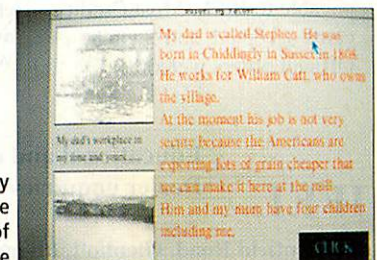 My dad is called Stephen. He was
born in Chiddingly in Sussex in 1808.
He works for William Catt, who owns
the village.
At the moment his job is not very
secure because the Americans are
exporting lots of grain cheaper that
we can make it here at the mill.
Him and my mum have four children
including me.
My dad's workplace in
my time and yours
CLICK
y
e
of
e